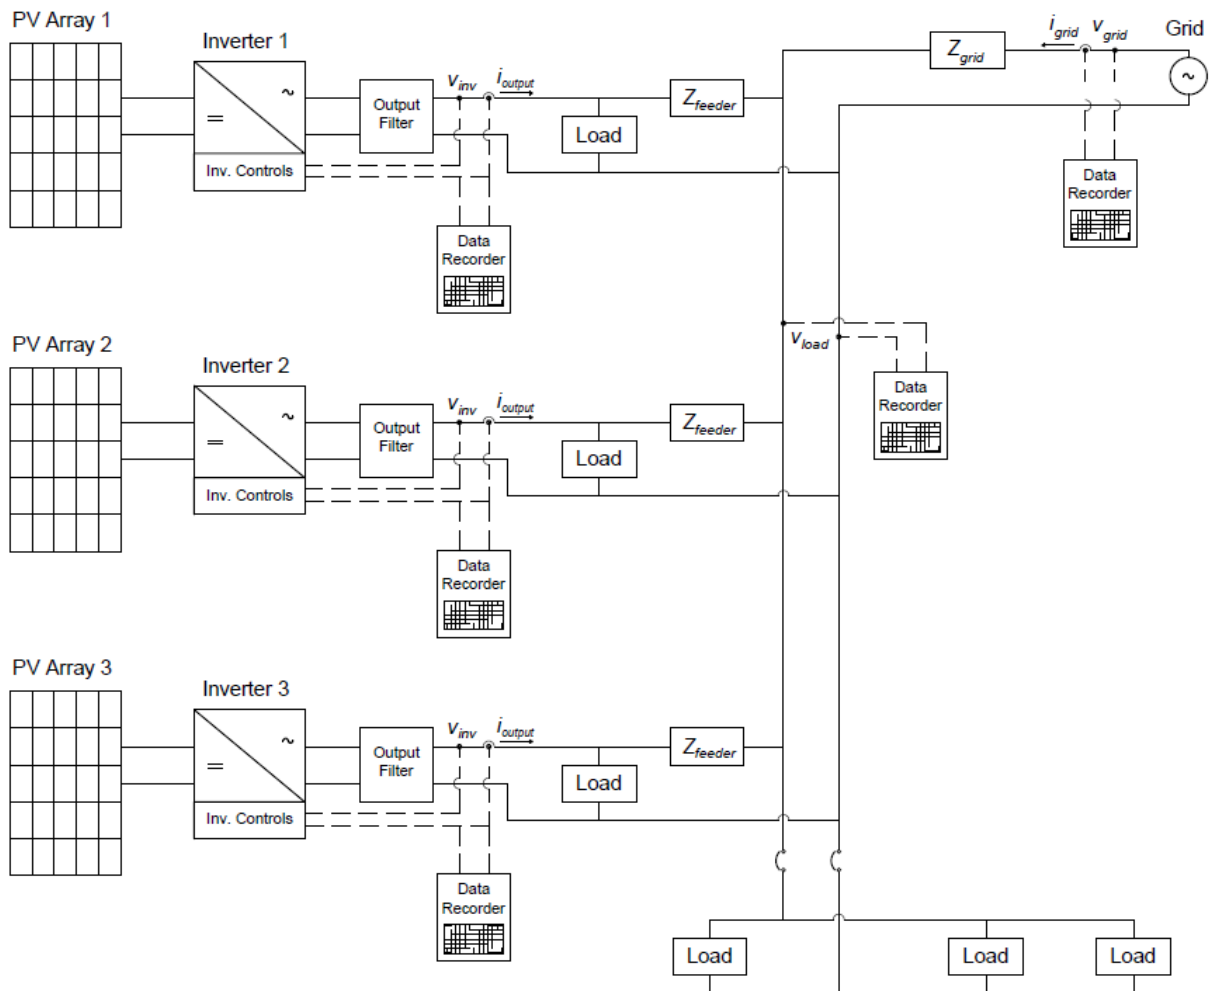 PV Array 1
Inverter 1
~
=
Inv. Controls
Output
Filter
v_inv
i_output
Load
Z_feeder
Data
Recorder
Z_grid
i_grid
v_grid
Grid
~
Data
Recorder
v_load
Data
Recorder
PV Array 2
Inverter 2
~
=
Inv. Controls
Output
Filter
v_inv
i_output
Load
Z_feeder
Data
Recorder
PV Array 3
Inverter 3
~
=
Inv. Controls
Output
Filter
v_inv
i_output
Load
Z_feeder
Data
Recorder
Load
Load
Load